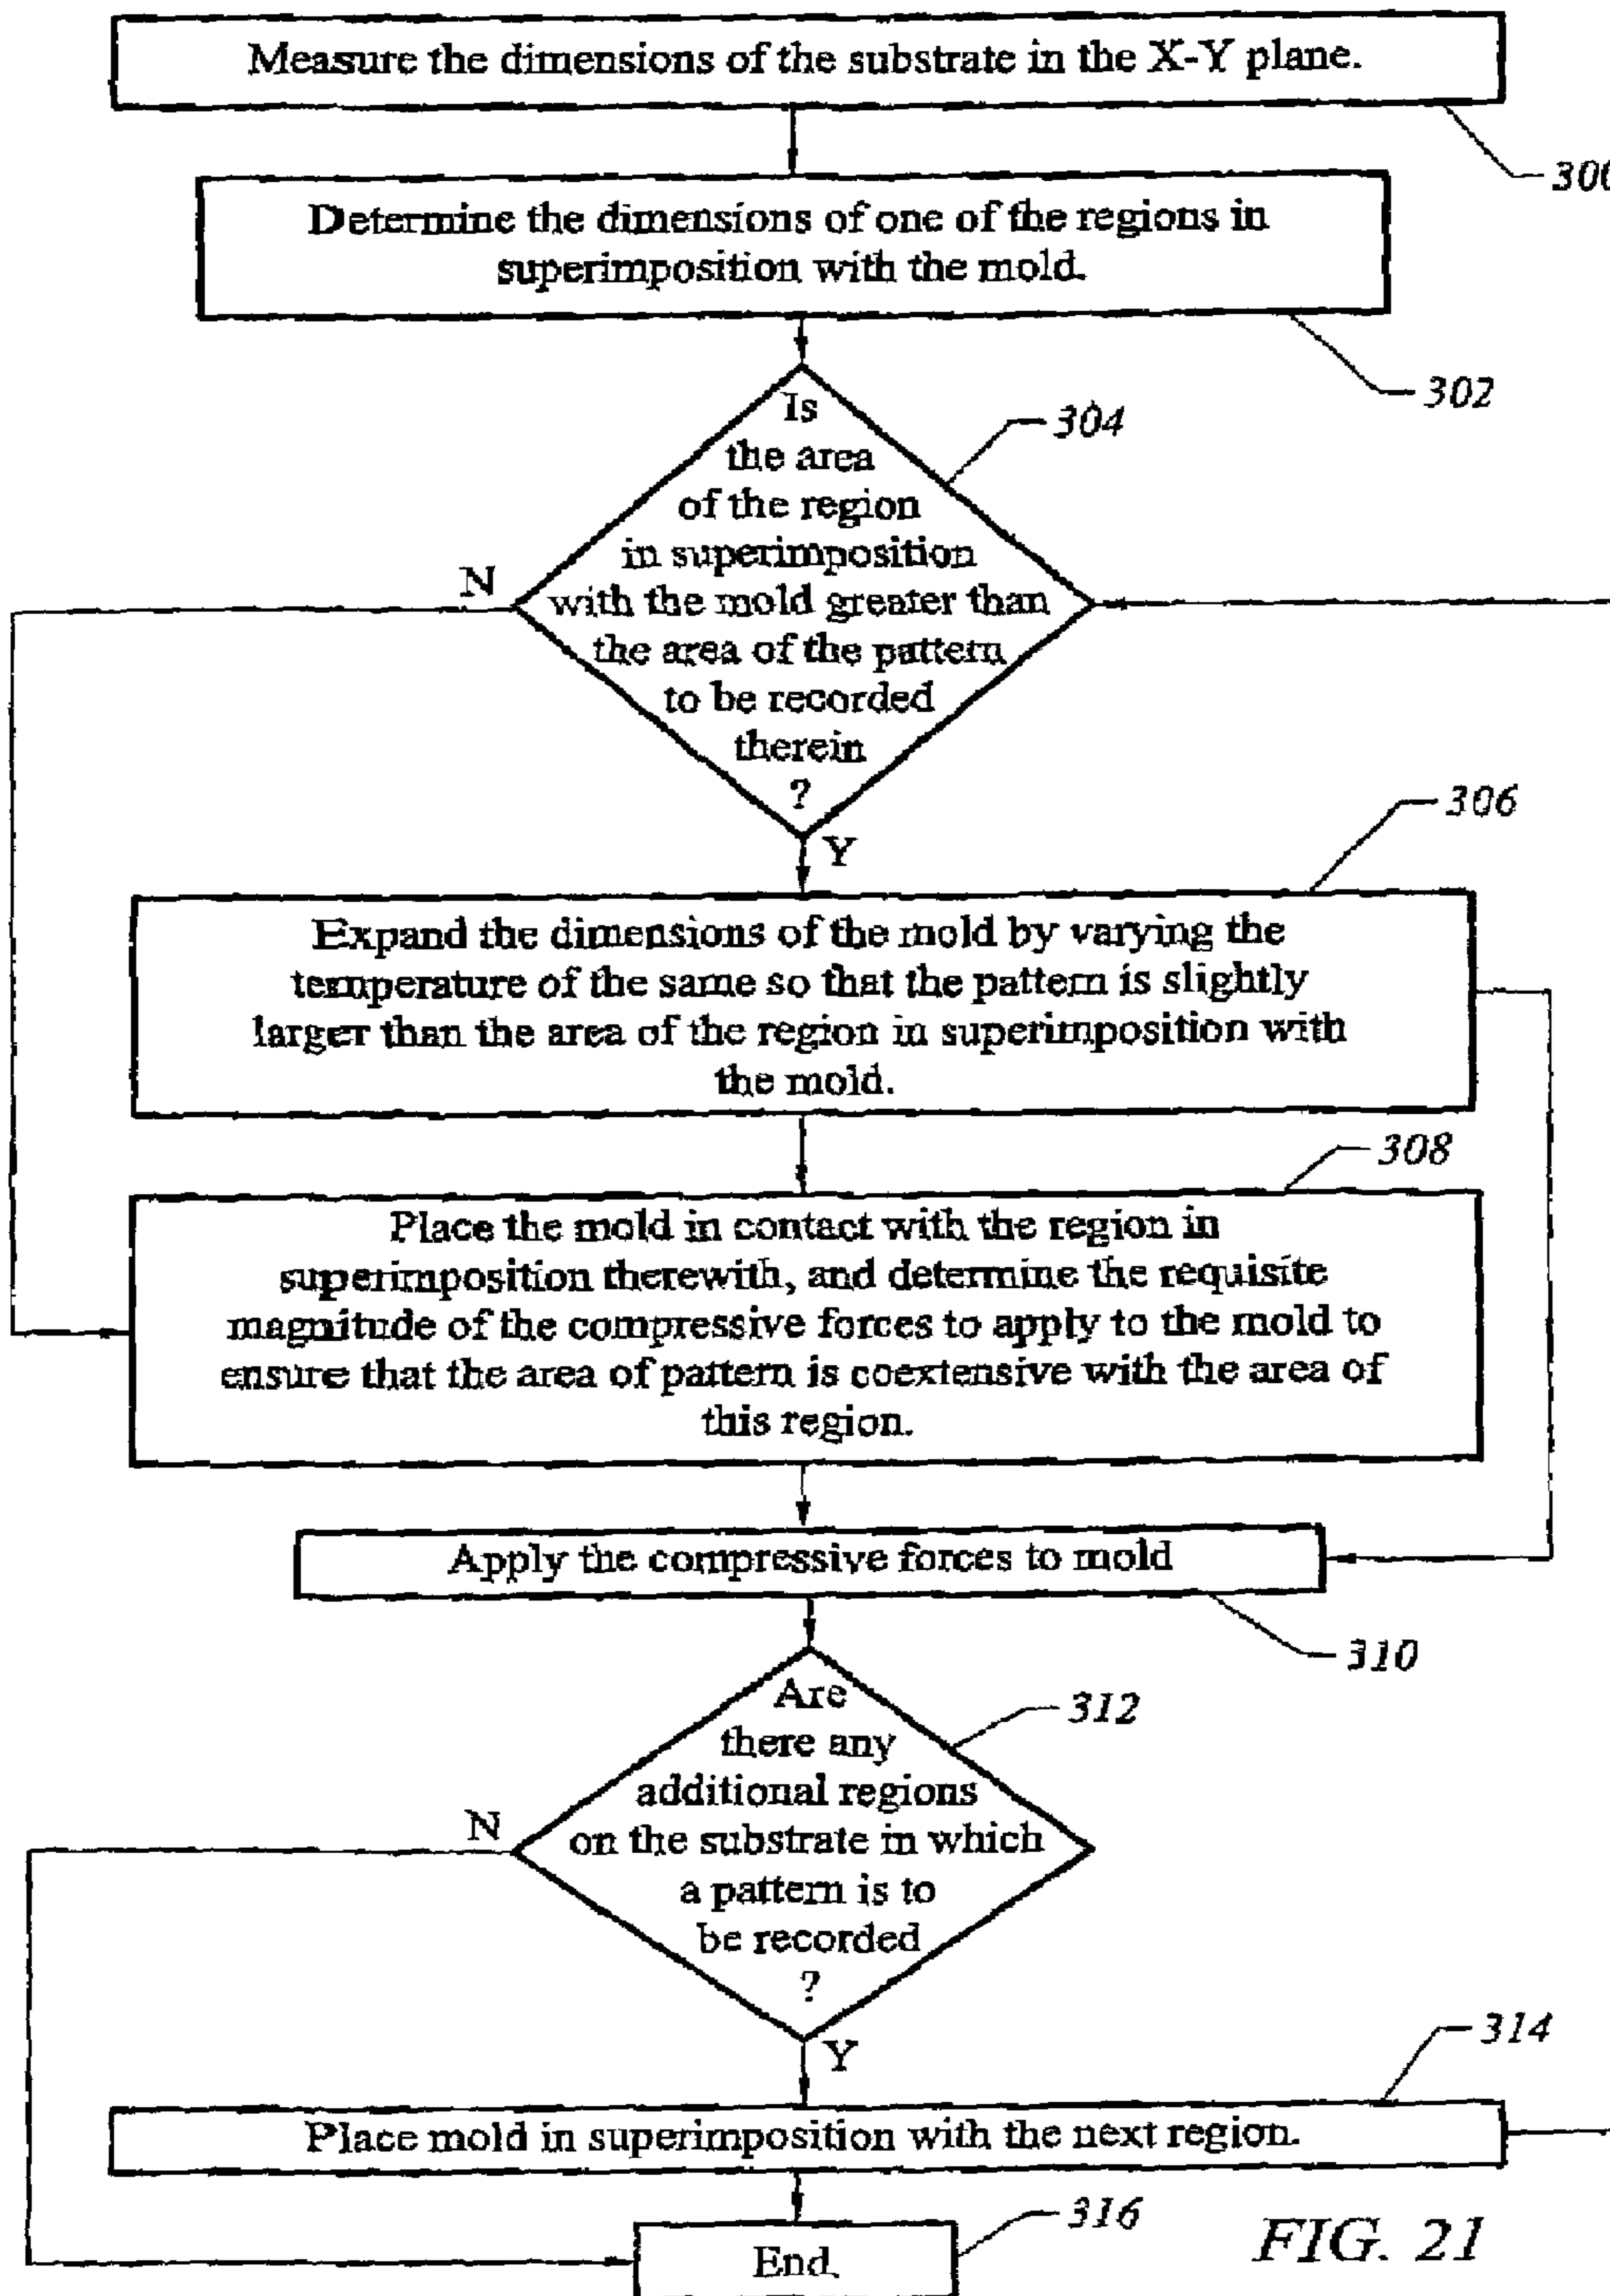 Measure the dimensions of the substrate in the X-Y plane.
300
Determine the dimensions of one of the regions in
superimposition with the mold.
302
304
Is
the area
of the region
in superimposition
with the mold greater than
the area of the pattern
to be recorded
therein
?
N
Y
306
Expand the dimensions of the mold by varying the
temperature of the same so that the pattern is slightly
larger than the area of the region in superimposition with
the mold.
308
Place the mold in contact with the region in
superimposition therewith, and determine the requisite
magnitude of the compressive forces to apply to the mold to
ensure that the area of pattern is coextensive with the area of
this region.
Apply the compressive forces to mold
310
312
Are
there any
additional regions
on the substrate in which
a pattern is to
be recorded
?
N
Y
314
Place mold in superimposition with the next region.
316
End.
FIG. 21